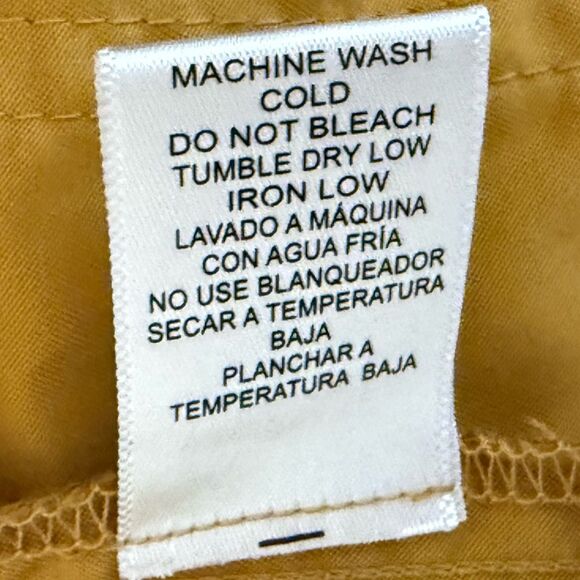 MACHINE WASH
COLD
DO NOT BLEACH
TUMBLE DRY LOW
IRON LOW
LAVADO A MÁQUINA
CON AGUA FRÍA
NO USE BLANQUEADOR
SECAR A TEMPERATURA
BAJA
PLANCHAR A
TEMPERATURA BAJA